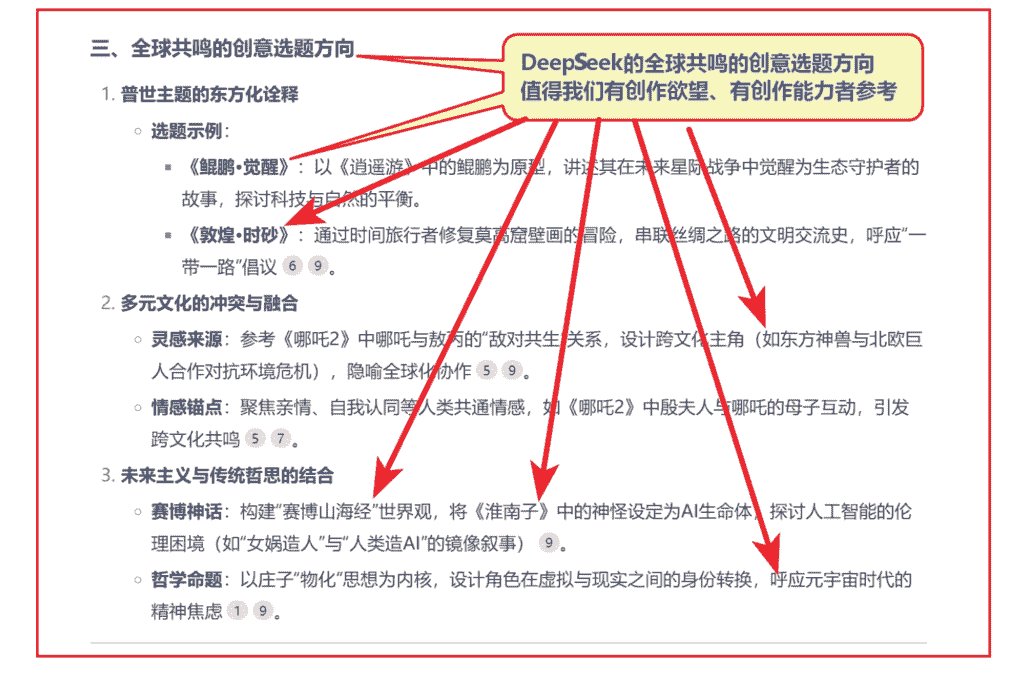 三、全球共鸣的创意选题方向
DeepSeek的全球共鸣的创意选题方向
值得我们有创作欲望、有创作能力者参考
1. 普世主题的东方化诠释
选题示例：
《鲲鹏·觉醒》：以《逍遥游》中的鲲鹏为原型，讲述其在未来星际战争中觉醒为生态守护者的
故事，探讨科技与自然的平衡。
《敦煌·时砂》：通过时间旅行者修复莫高窟壁画的冒险，串联丝绸之路的文明交流史，呼应“一
带一路”倡议 6 9 。
2. 多元文化的冲突与融合
灵感来源：参考《哪吒2》中哪吒与敖丙的“敌对共生”关系，设计跨文化主角（如东方神兽与北欧巨
人合作对抗环境危机），隐喻全球化协作 5 9 。
情感锚点：聚焦亲情、自我认同等人类共通情感，如《哪吒2》中殷夫人与哪吒的母子互动，引发
跨文化共鸣 5 7 。
3. 未来主义与传统哲思的结合
赛博神话：构建“赛博山海经”世界观，将《淮南子》中的神怪设定为AI生命体，探讨人工智能的伦
理困境（如“女娲造人”与“人类造AI”的镜像叙事） 9 。
哲学命题：以庄子“物化”思想为内核，设计角色在虚拟与现实之间的身份转换，呼应元宇宙时代的
精神焦虑 1 9 。